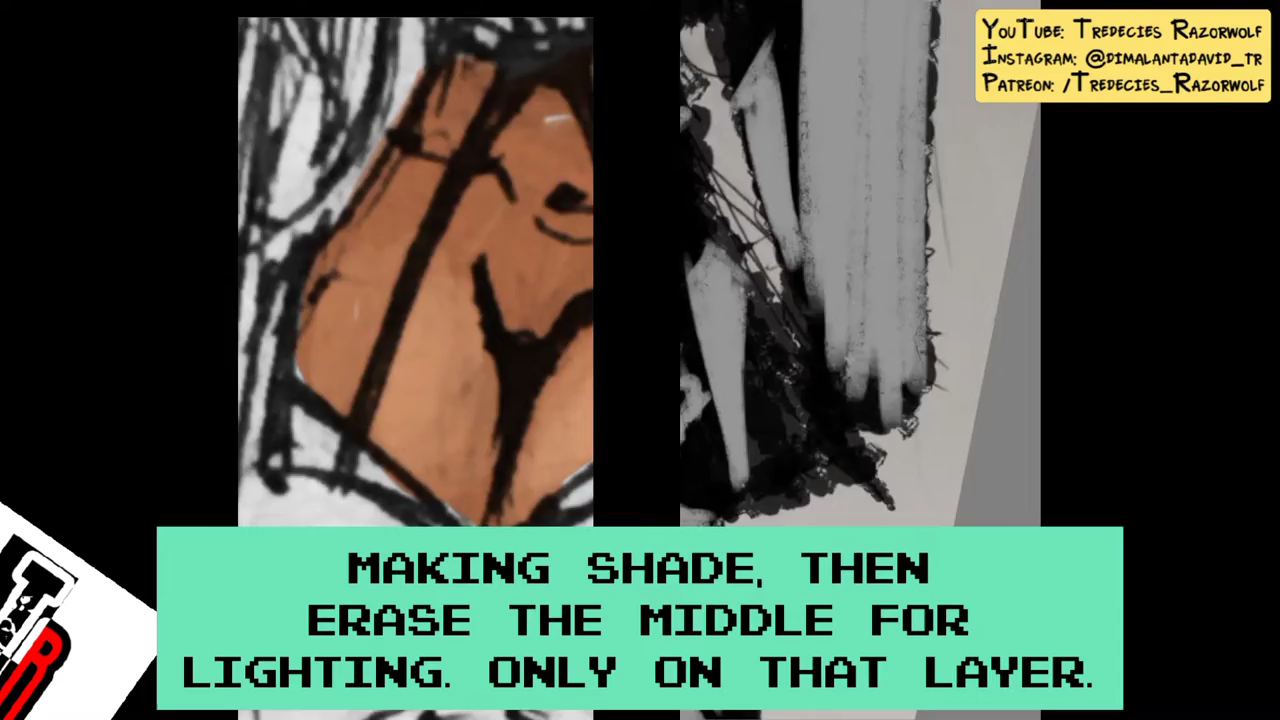 YouTube: Tredecies Razorwolf
Instagram: @dimalantadavid_tr
Patreon: /Tredecies_Razorwolf
MAKING SHADE, THEN
ERASE THE MIDDLE FOR
LIGHTING. ONLY ON THAT LAYER.